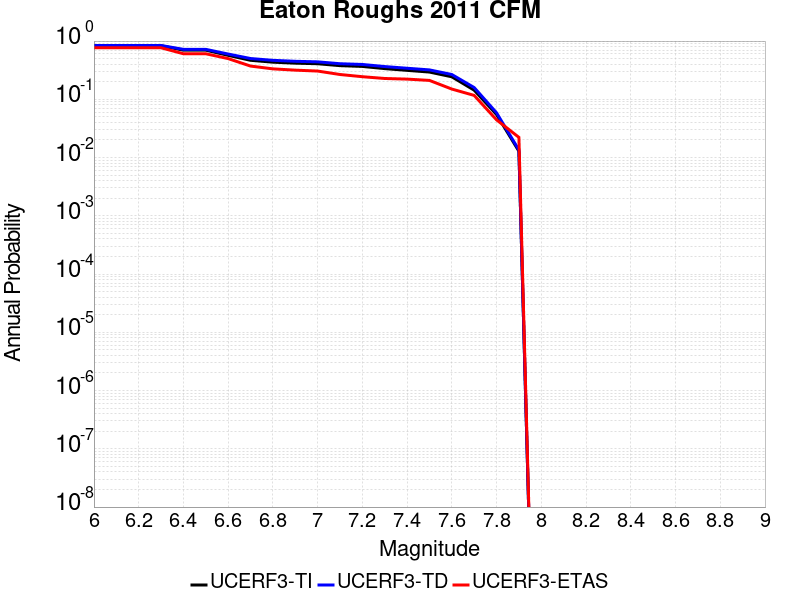 Eaton Roughs 2011 CFM
10^0
10^-1
10^-2
10^-3
10^-4
10^-5
10^-6
10^-7
10^-8
Annual Probability
6 6.2 6.4 6.6 6.8 7 7.2 7.4 7.6 7.8 8 8.2 8.4 8.6 8.8 9
Magnitude
UCERF3-TI UCERF3-TD UCERF3-ETAS